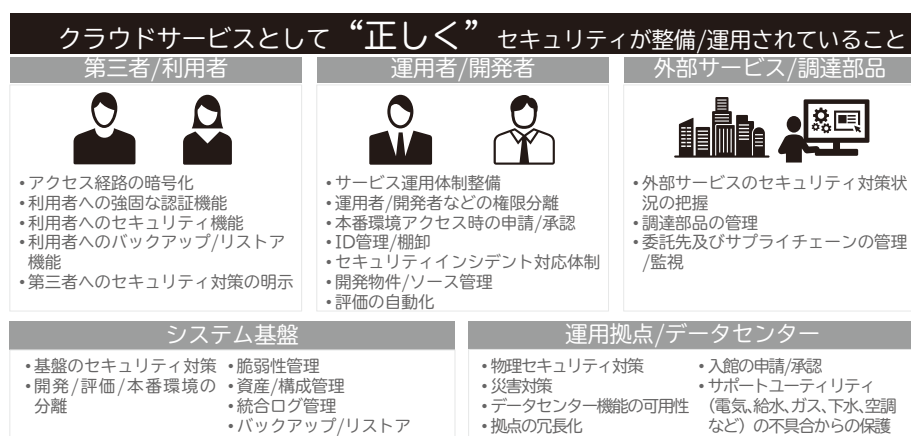 クラウドサービスとして“正しく”セキュリティが整備/運用されていること
第三者/利用者
・アクセス経路の暗号化
・利用者への強固な認証機能
・利用者へのセキュリティ機能
・利用者へのバックアップ/リストア
機能
・第三者へのセキュリティ対策の明示
運用者/開発者
・サービス運用体制整備
・運用者/開発者などの権限分離
・本番環境アクセス時の申請/承認
・ID管理/棚卸
・セキュリティインシデント対応体制
・開発物件/ソース管理
・評価の自動化
外部サービス/調達部品
・外部サービスのセキュリティ対策状
況の把握
・調達部品の管理
・委託先及びサプライチェーンの管理
/監視
システム基盤
・基盤のセキュリティ対策
・開発/評価/本番環境の
分離
・脆弱性管理
・資産/構成管理
・統合ログ管理
・バックアップ/リストア
運用拠点/データセンター
・物理セキュリティ対策
・災害対策
・データセンター機能の可用性
・拠点の冗長化
・入館の申請/承認
・サポートユーティリティ
（電気、給水、ガス、下水、空調
など）の不具合からの保護